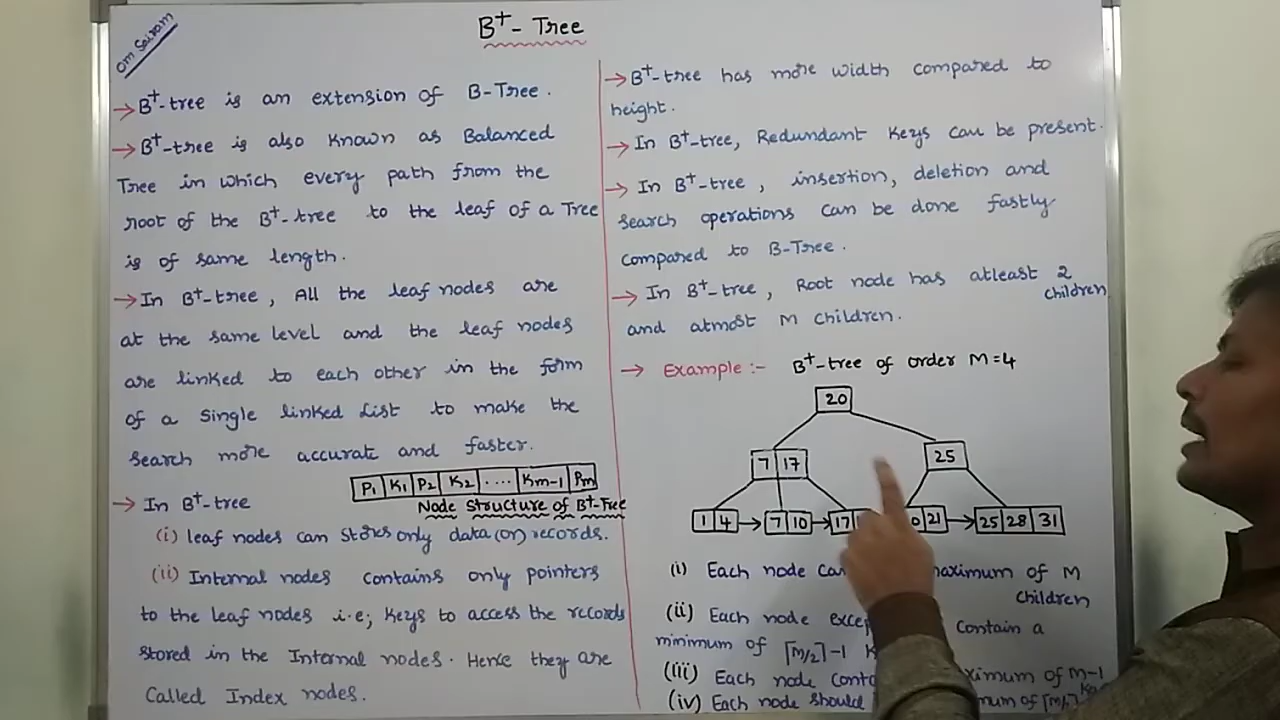 Om Sairam
B+- Tree
→ B+-tree is an extension of B-Tree.
→ B+-tree is also known as Balanced
Tree in which every path from the
root of the B+-tree to the leaf of a Tree
is of same length.
→ In B+-tree, All the leaf nodes are
at the same level and the leaf nodes
are linked to each other in the form
of a single linked list to make the
search more accurate and faster.
P1 K1 P2 K2 .... Km-1 Pm
Node structure of B+-Tree
→ In B+-tree
(i) leaf nodes can stores only data (or) records.
(ii) Internal nodes contains only pointers
to the leaf nodes i.e; keys to access the records
stored in the Internal nodes. Hence they are
called Index nodes.
→ B+-tree has more width compared to
height.
→ In B+-tree, Redundant keys can be present.
→ In B+-tree, insertion, deletion and
search operations can be done fastly
compared to B-Tree.
→ In B+-tree, Root node has atleast 2
children
and atmost M children.
→ Example :- B+-tree of order M=4
20
7 17 25
1 4 → 7 10 → 17 21 → 25 28 31
(i) Each node can maximum of M
children
(ii) Each node contain a
minimum of ⌈M/2⌉-1
(iii) Each node of M-1
(iv) Each node should of